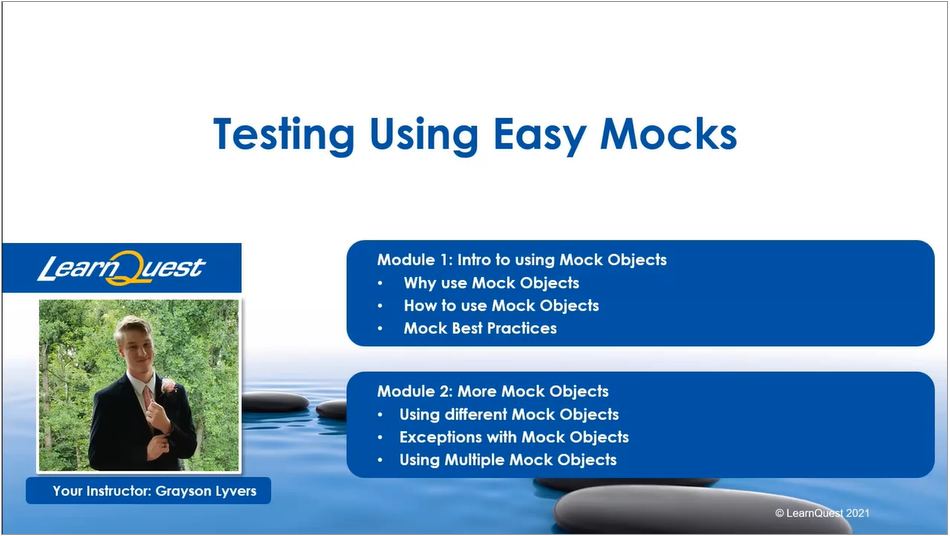 Testing Using Easy Mocks
LearnQuest
Your Instructor: Grayson Lyvers
Module 1: Intro to using Mock Objects
• Why use Mock Objects
• How to use Mock Objects
• Mock Best Practices
Module 2: More Mock Objects
• Using different Mock Objects
• Exceptions with Mock Objects
• Using Multiple Mock Objects
© LearnQuest 2021